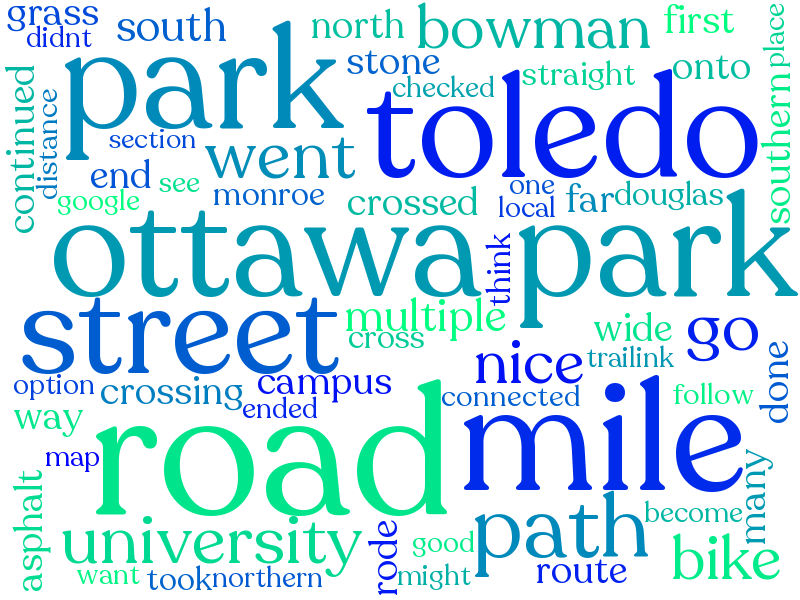 grass
didnt
south
north
bowman
first
place
park
stone
checked
straight
onto
toledo
continued
distance
section
went
southern
end
see
google
monroe
crossed
one
local
far
douglas
ottawa park
think
street
multiple
cross
wide
go
nice
trailink
done
option
crossing
campus
ended
connected
follow
way
map
road
mile
many
asphalt
university
rode
path
become
good
bike
want
took
northern
might
route